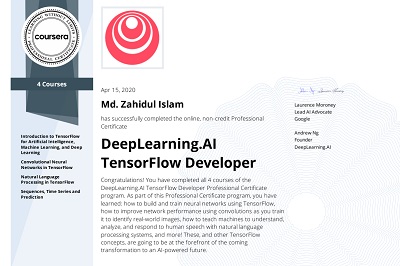 LEARNING WITHOUT LIMITS
coursera
PROFESSIONAL CERTIFICATE
4 Courses
Introduction to TensorFlow
for Artificial Intelligence,
Machine Learning, and Deep
Learning
Convolutional Neural
Networks in TensorFlow
Natural Language
Processing in TensorFlow
Sequences, Time Series and
Prediction
Apr 15, 2020
Md. Zahidul Islam
has successfully completed the online, non-credit Professional
Certificate
DeepLearning.AI
TensorFlow Developer
Congratulations! You have completed all 4 courses of the
DeepLearning.AI TensorFlow Developer Professional Certificate
program. As part of this Professional Certificate program, you have
learned: how to build and train neural networks using TensorFlow,
how to improve network performance using convolutions as you train
it to identify real-world images, how to teach machines to understand,
analyze, and respond to human speech with natural language
processing systems, and more! These, and other TensorFlow
concepts, are going to be at the forefront of the coming
transformation to an AI-powered future.
Laurence Moroney
Lead AI Advocate
Google
Andrew Ng
Founder
DeepLearning.AI